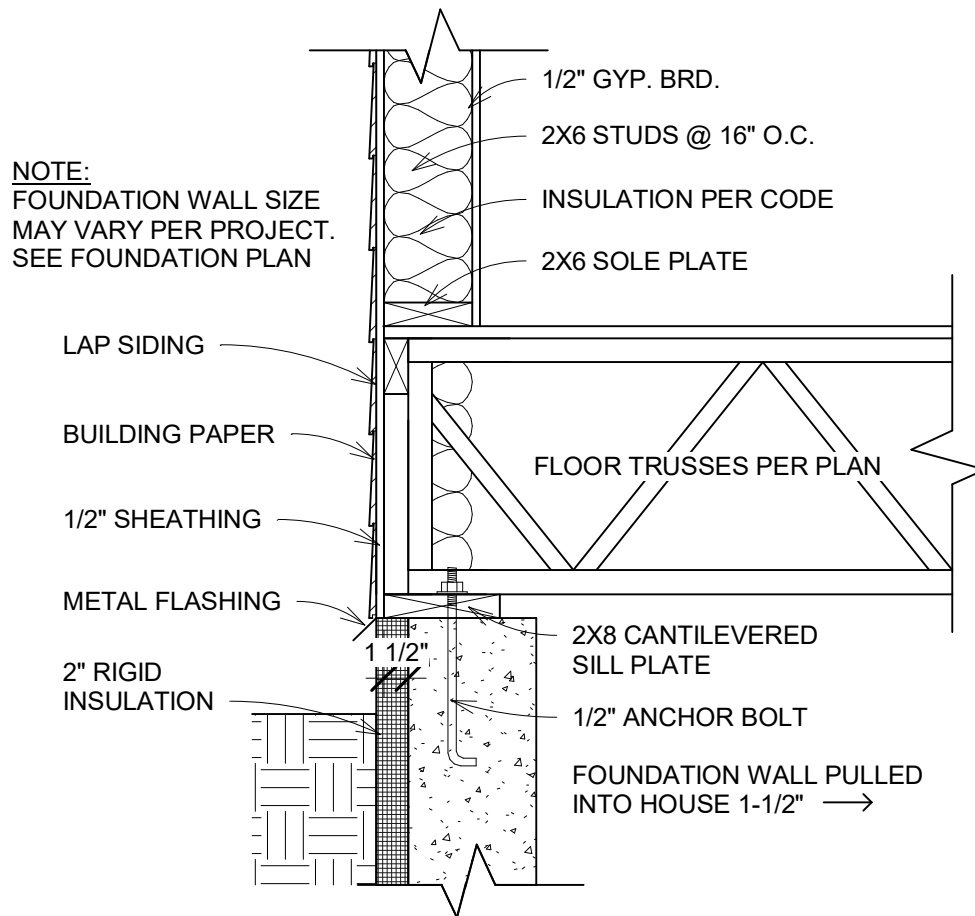 1/2" GYP. BRD.
2X6 STUDS @ 16" O.C.
NOTE:
FOUNDATION WALL SIZE
MAY VARY PER PROJECT.
SEE FOUNDATION PLAN
INSULATION PER CODE
2X6 SOLE PLATE
LAP SIDING
BUILDING PAPER
FLOOR TRUSSES PER PLAN
1/2" SHEATHING
METAL FLASHING
1 1/2"
2X8 CANTILEVERED
SILL PLATE
2" RIGID
INSULATION
1/2" ANCHOR BOLT
FOUNDATION WALL PULLED
INTO HOUSE 1-1/2"